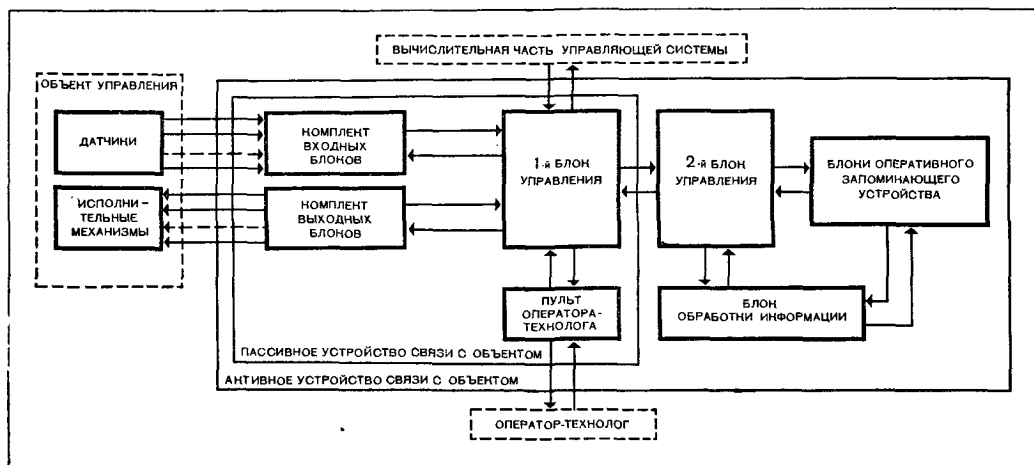 ВЫЧИСЛИТЕЛЬНАЯ ЧАСТЬ УПРАВЛЯЮЩЕЙ СИСТЕМЫ
ОБЪЕКТ УПРАВЛЕНИЯ
ДАТЧИКИ
КОМПЛЕКТ
ВХОДНЫХ
БЛОКОВ
1-Й БЛОК
УПРАВЛЕНИЯ
2-Й БЛОК
УПРАВЛЕНИЯ
БЛОНИ ОПЕРАТИВНОГО
ЗАПОМИНАЮЩЕГО
УСТРОЙСТВА
ИСПОЛНИ-
ТЕЛЬНЫЕ
МЕХАНИЗМЫ
КОМПЛЕКТ
ВЫХОДНЫХ
БЛОКОВ
ПУЛЬТ
ОПЕРАТОРА-
ТЕХНОЛОГА
БЛОК
ОБРАБОТКИ ИНФОРМАЦИИ
ПАССИВНОЕ УСТРОЙСТВО СВЯЗИ С ОБЪЕКТОМ
АНТИВНОЕ УСТРОЙСТВО СВЯЗИ С ОБЪЕКТОМ
ОПЕРАТОР-ТЕХНОЛОГ